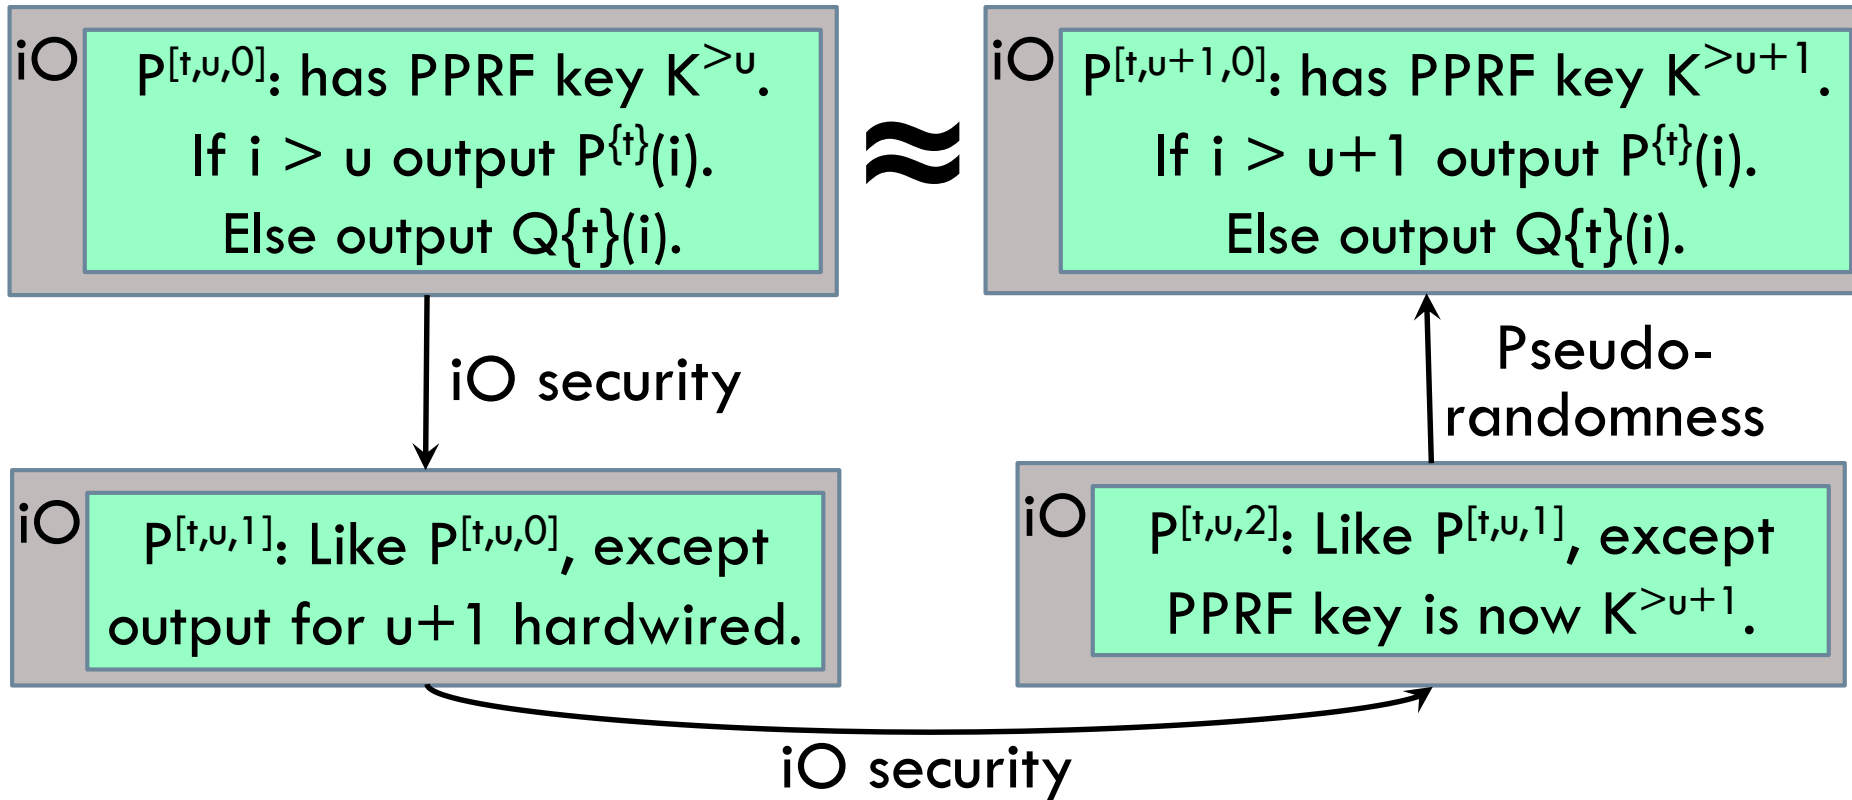 iO
P^[t,u,0]: has PPRF key K^>u.
If i > u output P^{t}(i).
Else output Q{t}(i).
≈
iO
P^[t,u+1,0]: has PPRF key K^>u+1.
If i > u+1 output P^{t}(i).
Else output Q{t}(i).
iO security
Pseudo-
randomness
iO
P^[t,u,1]: Like P^[t,u,0], except
output for u+1 hardwired.
iO
P^[t,u,2]: Like P^[t,u,1], except
PPRF key is now K^>u+1.
iO security